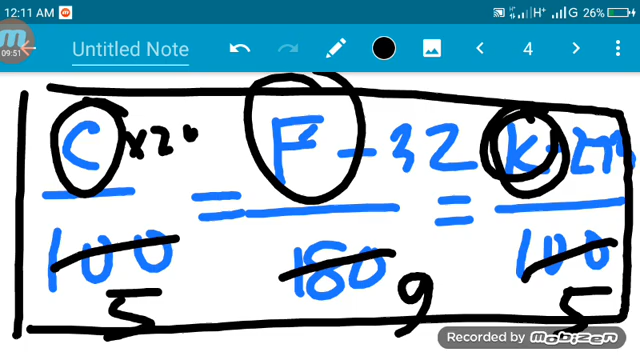 12:11 AM H+ G 26%
09:51 Untitled Note 4
C ×20 = F - 32 = K - 273
100 180 100
5 9 5
Recorded by mobizen